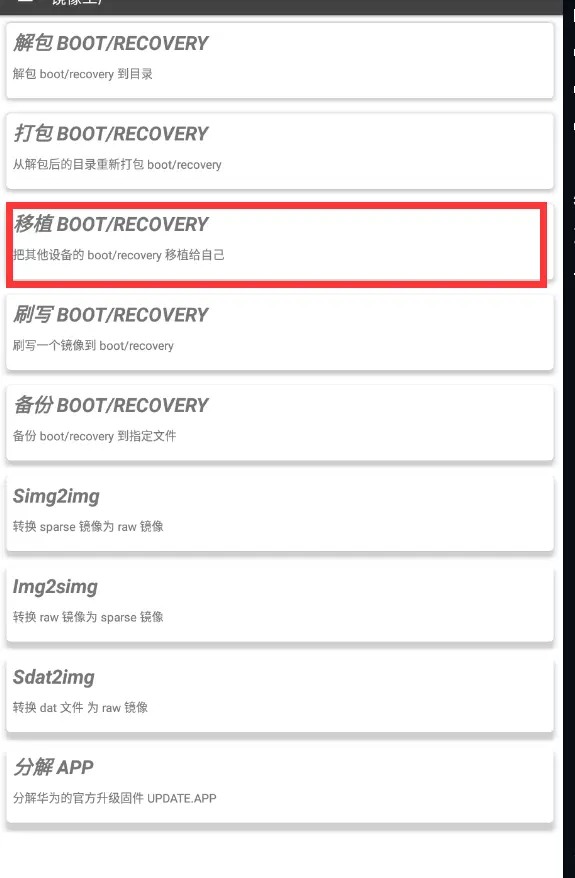 解包 BOOT/RECOVERY
解包 boot/recovery 到目录
打包 BOOT/RECOVERY
从解包后的目录重新打包 boot/recovery
移植 BOOT/RECOVERY
把其他设备的 boot/recovery 移植给自己
刷写 BOOT/RECOVERY
刷写一个镜像到 boot/recovery
备份 BOOT/RECOVERY
备份 boot/recovery 到指定文件
Simg2img
转换 sparse 镜像为 raw 镜像
Img2simg
转换 raw 镜像为 sparse 镜像
Sdat2img
转换 dat 文件 为 raw 镜像
分解 APP
分解华为的官方升级固件 UPDATE.APP